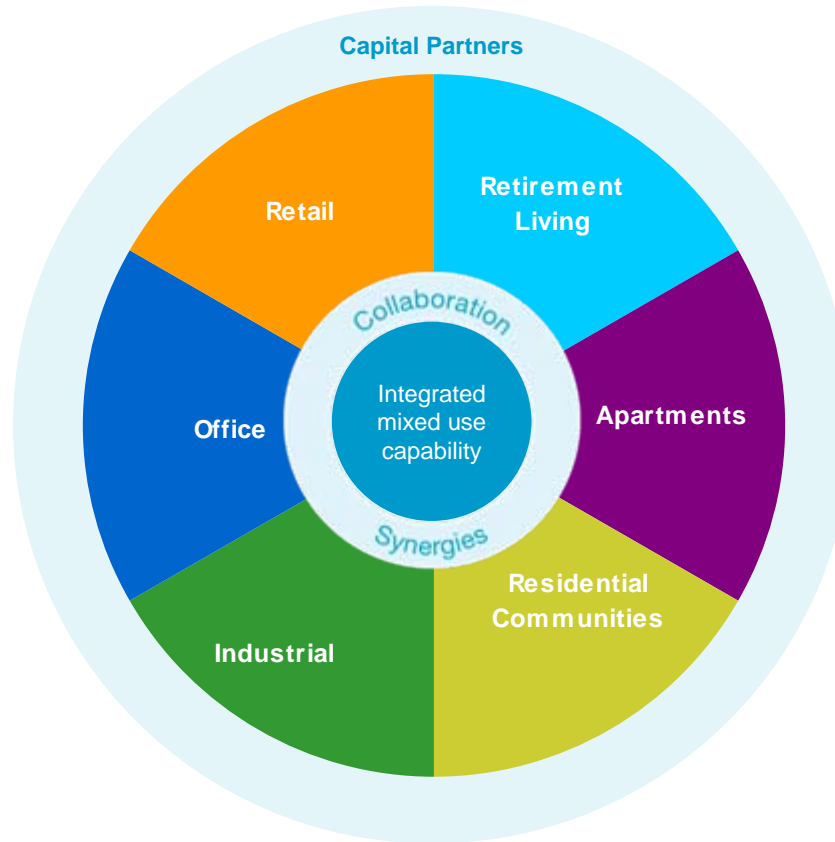 Capital Partners
Retail
Retirement
Living
Collaboration
Integrated
mixed use
capability
Office
Apartments
Synergies
Residential
Communities
Industrial